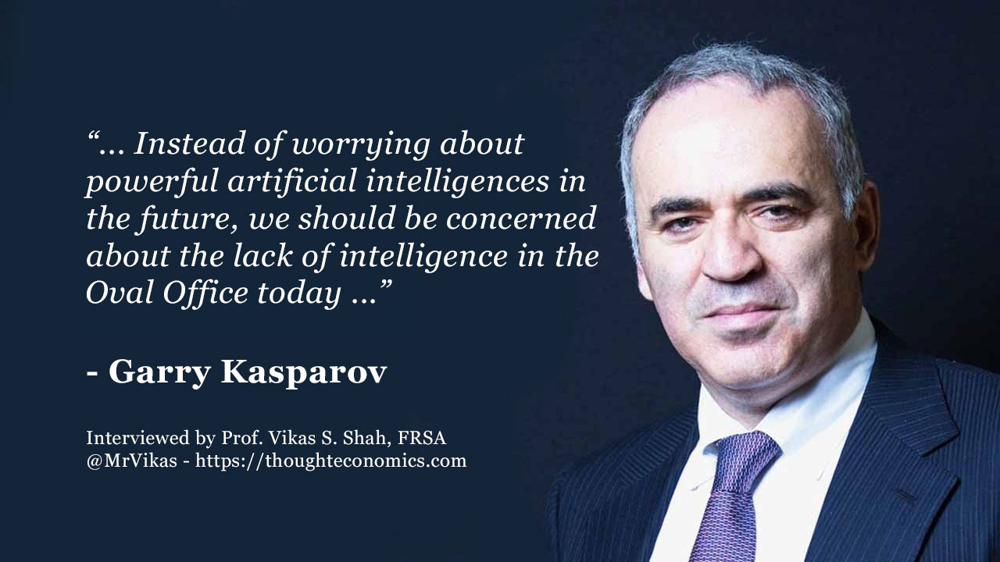 “... Instead of worrying about
powerful artificial intelligences in
the future, we should be concerned
about the lack of intelligence in the
Oval Office today ...”
- Garry Kasparov
Interviewed by Prof. Vikas S. Shah, FRSA
@MrVikas - https://thoughteconomics.com